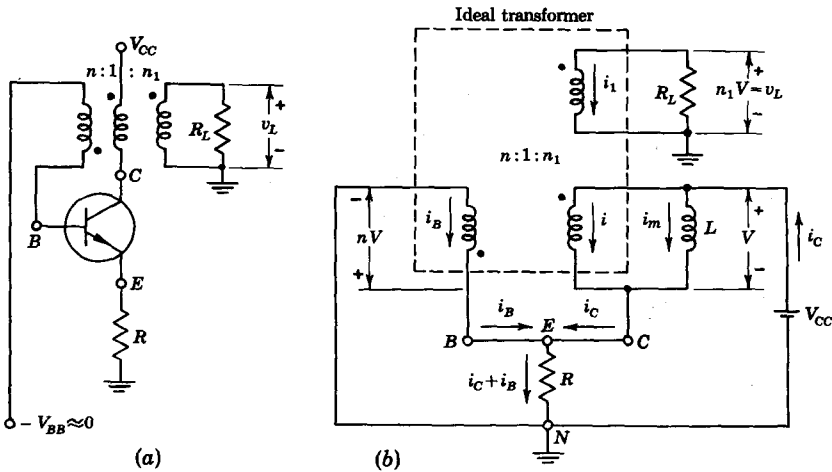 Ideal transformer
V_CC
n:1 : n_1
R_L
+
v_L
−
C
B
E
R
− V_BB ≈ 0
(a)
i_1
R_L
+
n_1 V = v_L
−
n:1:n_1
−
nV
+
i_B
i
i_m
L
+
V
−
i_C
V_CC
i_B
E
i_C
B
C
i_C + i_B
R
N
(b)